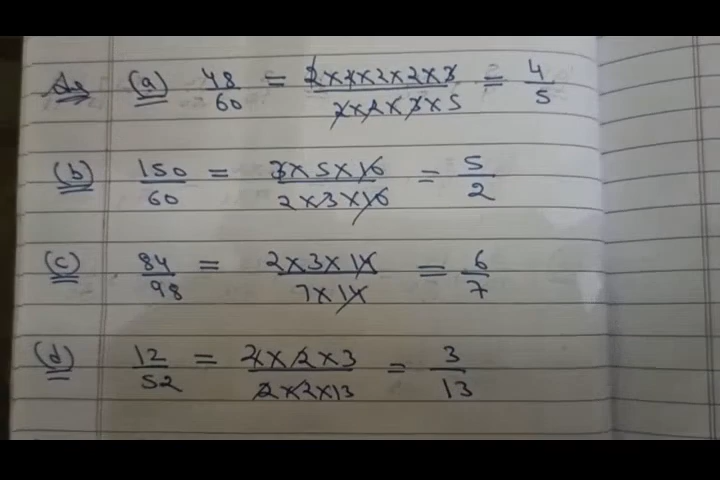 Ans (a) 48/60 = 2×2×2×2×3/2×2×3×5 = 4/5
(b) 150/60 = 3×5×10/2×3×10 = 5/2
(c) 84/98 = 2×3×14/7×14 = 6/7
(d) 12/52 = 2×2×3/2×2×13 = 3/13